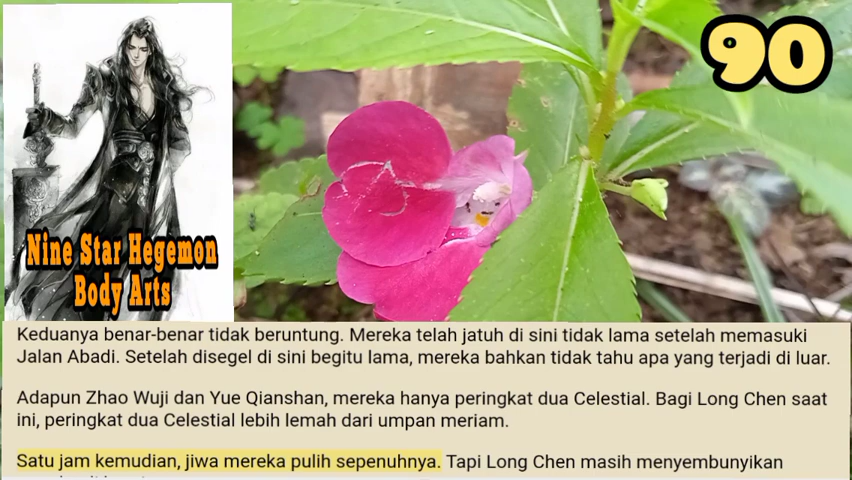 90
Nine Star Hegemon
Body Arts
Keduanya benar-benar tidak beruntung. Mereka telah jatuh di sini tidak lama setelah memasuki
Jalan Abadi. Setelah disegel di sini begitu lama, mereka bahkan tidak tahu apa yang terjadi di luar.
Adapun Zhao Wuji dan Yue Qianshan, mereka hanya peringkat dua Celestial. Bagi Long Chen saat
ini, peringkat dua Celestial lebih lemah dari umpan meriam.
Satu jam kemudian, jiwa mereka pulih sepenuhnya. Tapi Long Chen masih menyembunyikan